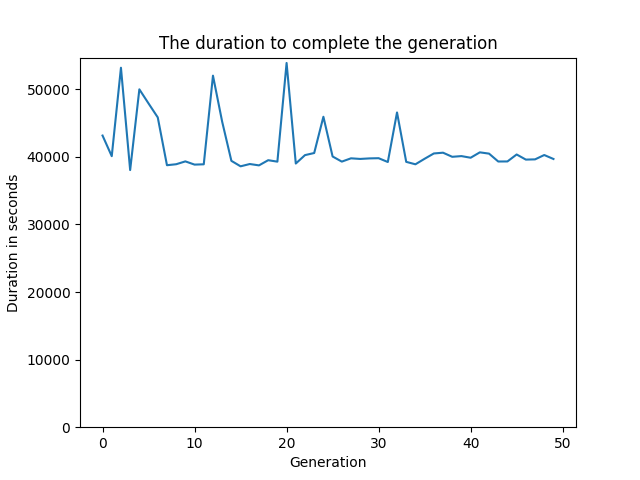 The duration to complete the generation
50000
40000
30000
20000
10000
0
Duration in seconds
0 10 20 30 40 50
Generation